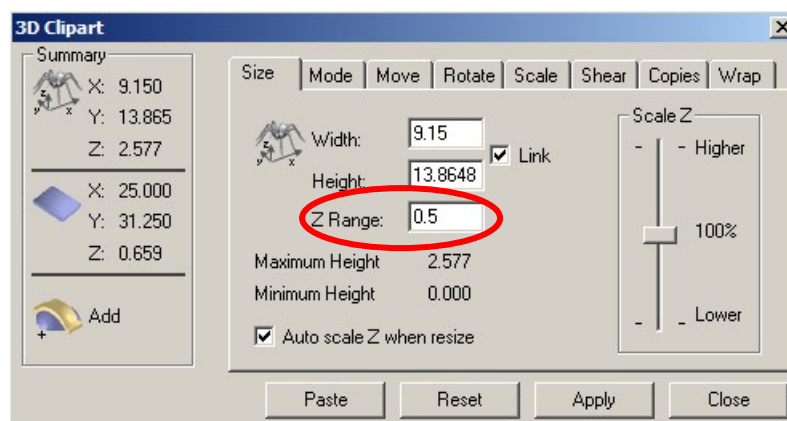 3D Clipart
Summary
X: 9.150
Y: 13.865
Z: 2.577
X: 25.000
Y: 31.250
Z: 0.659
Add
Size Mode Move Rotate Scale Shear Copies Wrap
Width: 9.15
Link
Height: 13.8648
Z Range: 0.5
Maximum Height 2.577
Minimum Height 0.000
Auto scale Z when resize
Scale Z
- - Higher
100%
- - Lower
Paste Reset Apply Close